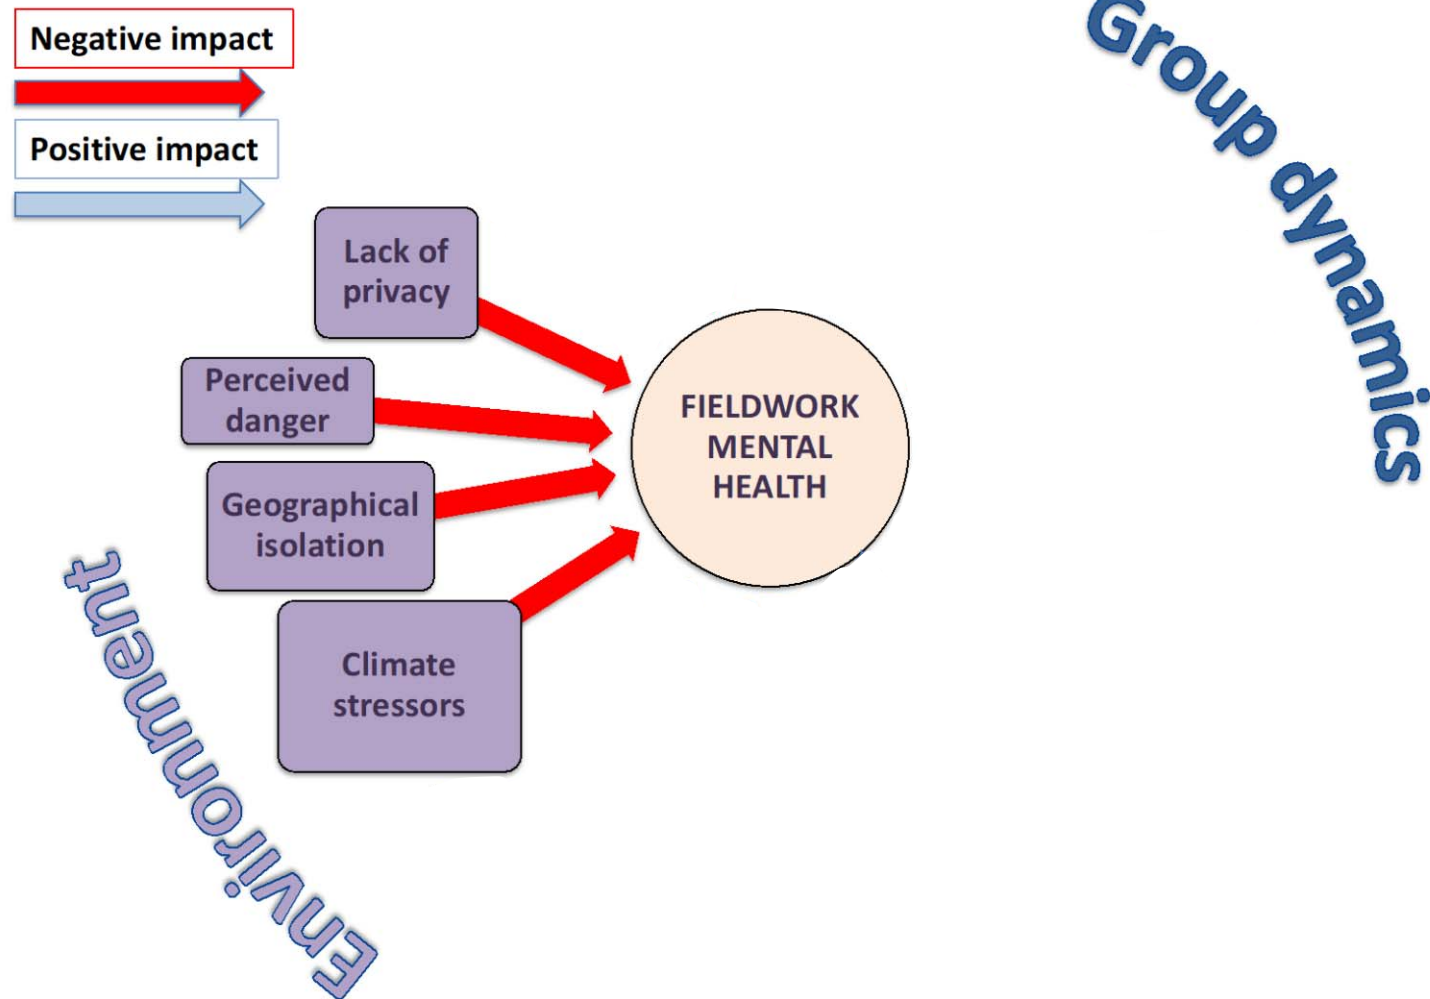 Negative impact
Positive impact
Group dynamics
Lack of
privacy
Perceived
danger
Geographical
isolation
Climate
stressors
FIELDWORK
MENTAL
HEALTH
Environment